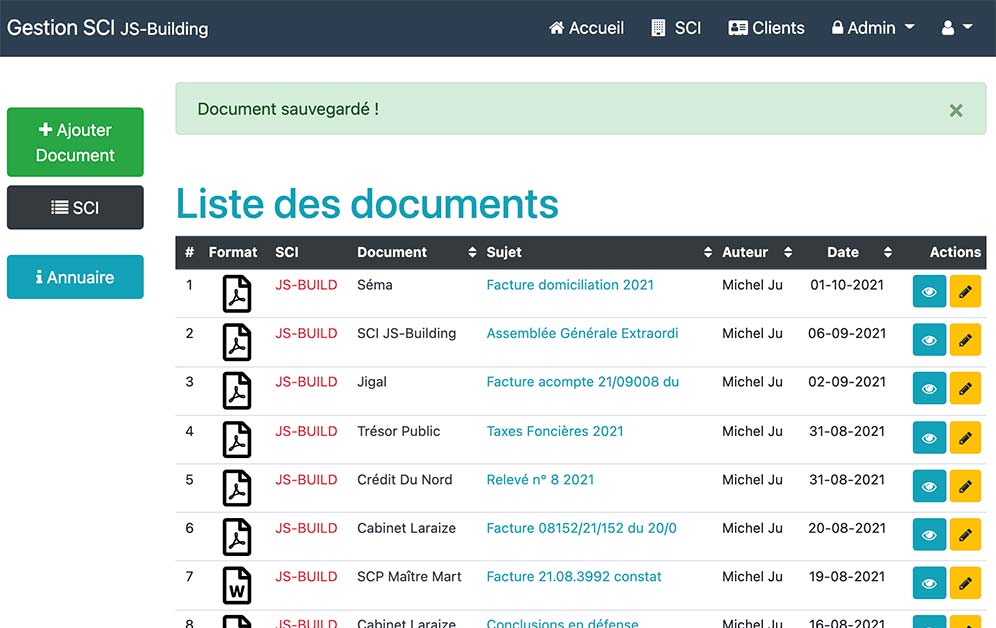 Gestion SCI JS-Building Accueil SCI Clients Admin
Document sauvegardé ! ×
Ajouter
Document
SCI
Annuaire
Liste des documents
# Format SCI Document Sujet Auteur Date Actions
1 JS-BUILD Séma Facture domiciliation 2021 Michel Ju 01-10-2021
2 JS-BUILD SCI JS-Building Assemblée Générale Extraordi Michel Ju 06-09-2021
3 JS-BUILD Jigal Facture acompte 21/09008 du Michel Ju 02-09-2021
4 JS-BUILD Trésor Public Taxes Foncières 2021 Michel Ju 31-08-2021
5 JS-BUILD Crédit Du Nord Relevé n° 8 2021 Michel Ju 31-08-2021
6 JS-BUILD Cabinet Laraize Facture 08152/21/152 du 20/0 Michel Ju 20-08-2021
7 W JS-BUILD SCP Maître Mart Facture 21.08.3992 constat Michel Ju 19-08-2021
8 JS-BUILD Cabinet Laraize Conclusions en défense Michel Ju 16-08-2021